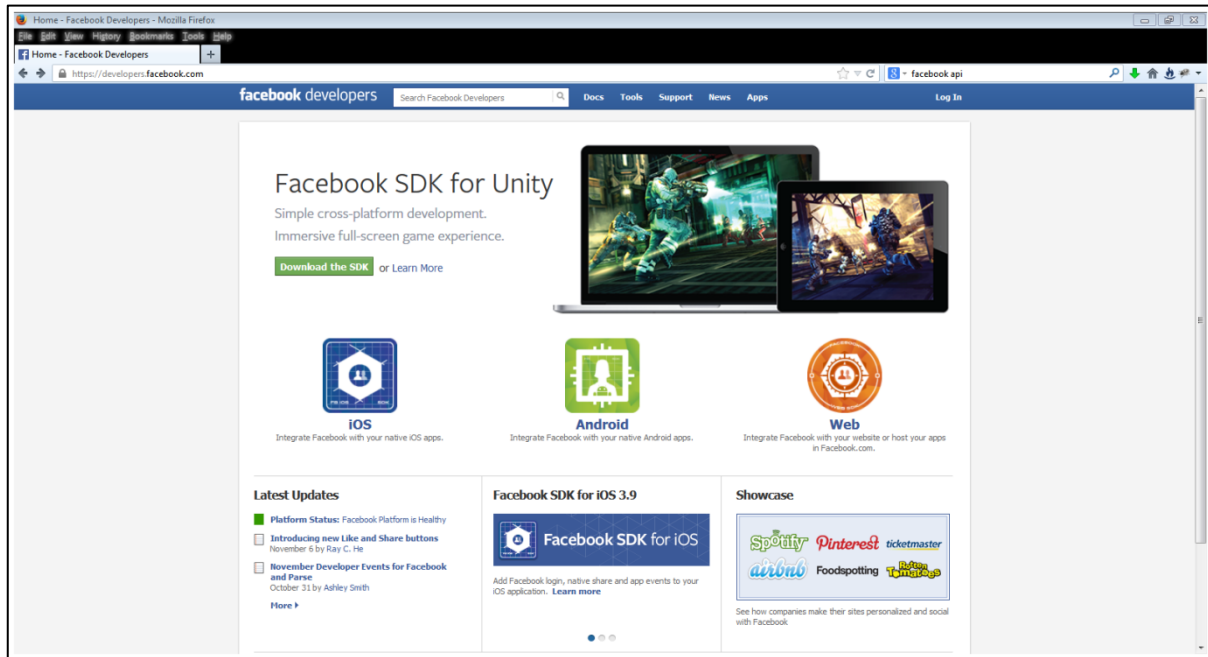 Home - Facebook Developers - Mozilla Firefox
File Edit View History Bookmarks Tools Help
Home - Facebook Developers
https://developers.facebook.com
facebook api
facebook developers
Search Facebook Developers
Docs Tools Support News Apps
Log In
Facebook SDK for Unity
Simple cross-platform development.
Immersive full-screen game experience.
Download the SDK or Learn More
iOS
Integrate Facebook with your native iOS apps.
Android
Integrate Facebook with your native Android apps.
Web
Integrate Facebook with your website or host your apps
in Facebook.com.
Latest Updates
Platform Status: Facebook Platform is Healthy
Introducing new Like and Share buttons
November 6 by Ray C. He
November Developer Events for Facebook
and Parse
October 31 by Ashley Smith
More
Facebook SDK for iOS 3.9
Facebook SDK for iOS
Add Facebook login, native share and app events to your
iOS application. Learn more
Showcase
Spotify Pinterest ticketmaster
airbnb Foodspotting Rotten Tomatoes
See how companies make their sites personalized and social
with Facebook